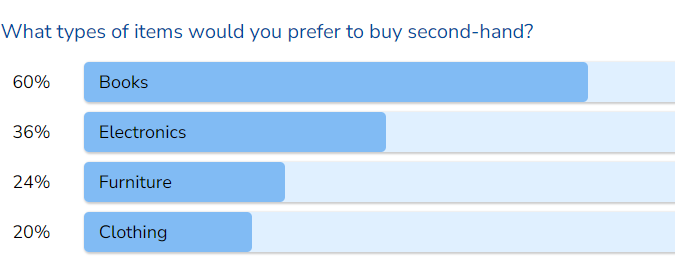 What types of items would you prefer to buy second-hand?
60% Books
36% Electronics
24% Furniture
20% Clothing